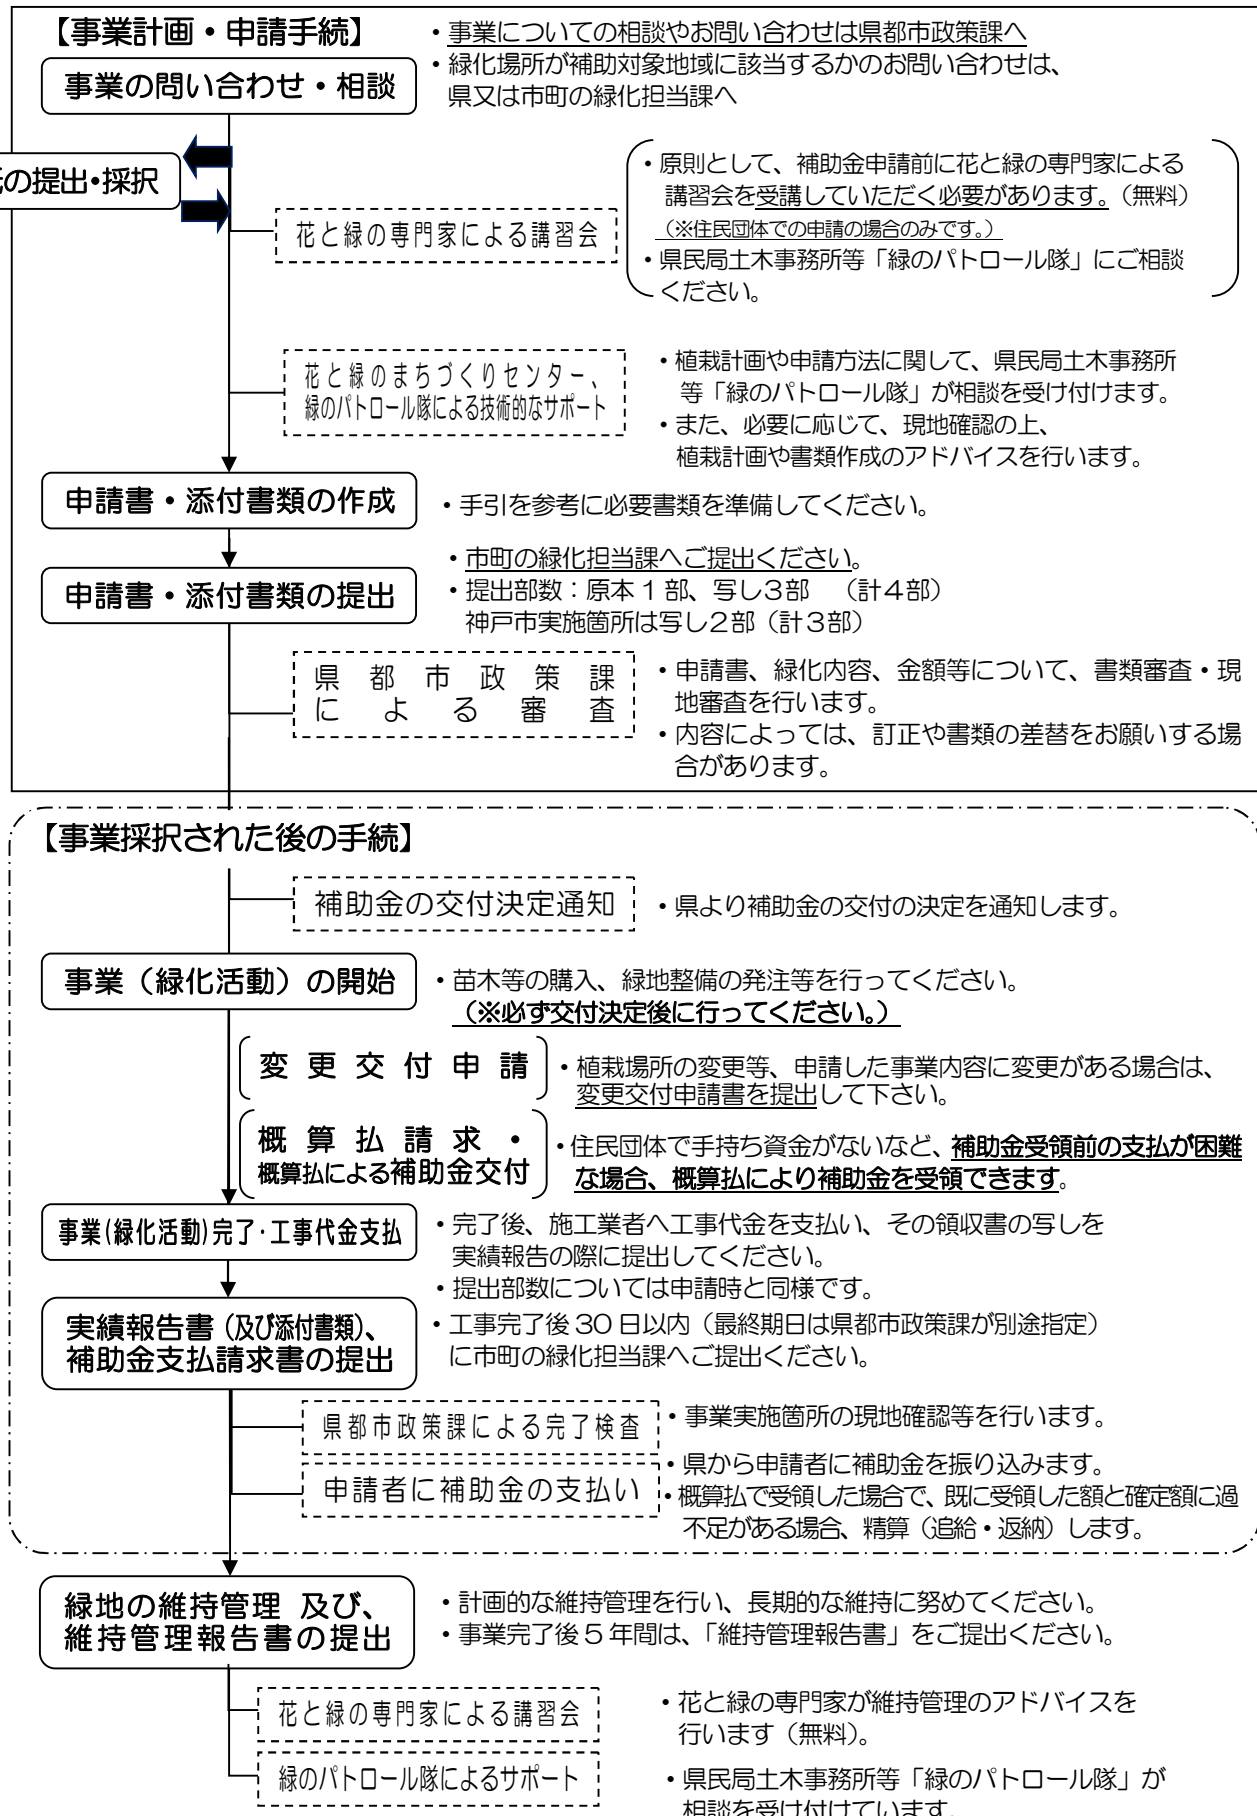 【事業計画・申請手続】
・事業についての相談やお問い合わせは県都市政策課へ
事業の問い合わせ・相談
・緑化場所が補助対象地域に該当するかのお問い合わせは、
県又は市町の緑化担当課へ
の提出・採択
・原則として、補助金申請前に花と緑の専門家による
講習会を受講していただく必要があります。(無料)
(※住民団体での申請の場合のみです。)
・県民局土木事務所等「緑のパトロール隊」にご相談
ください。
花と緑の専門家による講習会
花と緑のまちづくりセンター、
緑のパトロール隊による技術的なサポート
・植栽計画や申請方法に関して、県民局土木事務所
等「緑のパトロール隊」が相談を受け付けます。
・また、必要に応じて、現地確認の上、
植栽計画や書類作成のアドバイスを行います。
申請書・添付書類の作成
・手引を参考に必要書類を準備してください。
申請書・添付書類の提出
・市町の緑化担当課へご提出ください。
・提出部数:原本1部、写し3部 (計4部)
神戸市実施箇所は写し2部(計3部)
県都市政策課
による審査
・申請書、緑化内容、金額等について、書類審査・現
地審査を行います。
・内容によっては、訂正や書類の差替をお願いする場
合があります。
【事業採択された後の手続】
補助金の交付決定通知
・県より補助金の交付の決定を通知します。
事業(緑化活動)の開始
・苗木等の購入、緑地整備の発注等を行ってください。
(※必ず交付決定後に行ってください。)
変更交付申請
・植栽場所の変更等、申請した事業内容に変更がある場合は、
変更交付申請書を提出して下さい。
概算払請求・
概算払による補助金交付
・住民団体で手持ち資金がないなど、補助金受領前の支払が困難
な場合、概算払により補助金を受領できます。
事業(緑化活動)完了・工事代金支払
・完了後、施工業者へ工事代金を支払い、その領収書の写しを
実績報告の際に提出してください。
・提出部数については申請時と同様です。
実績報告書(及び添付書類)、
補助金支払請求書の提出
・工事完了後30日以内(最終期日は県都市政策課が別途指定)
に市町の緑化担当課へご提出ください。
県都市政策課による完了検査
・事業実施箇所の現地確認等を行います。
申請者に補助金の支払い
・県から申請者に補助金を振り込みます。
・概算払で受領した場合で、既に受領した額と確定額に過
不足がある場合、精算(追給・返納)します。
緑地の維持管理 及び、
維持管理報告書の提出
・計画的な維持管理を行い、長期的な維持に努めてください。
・事業完了後5年間は、「維持管理報告書」をご提出ください。
花と緑の専門家による講習会
・花と緑の専門家が維持管理のアドバイスを
行います(無料)。
緑のパトロール隊によるサポート
・県民局土木事務所等「緑のパトロール隊」が
相談を受け付けています。